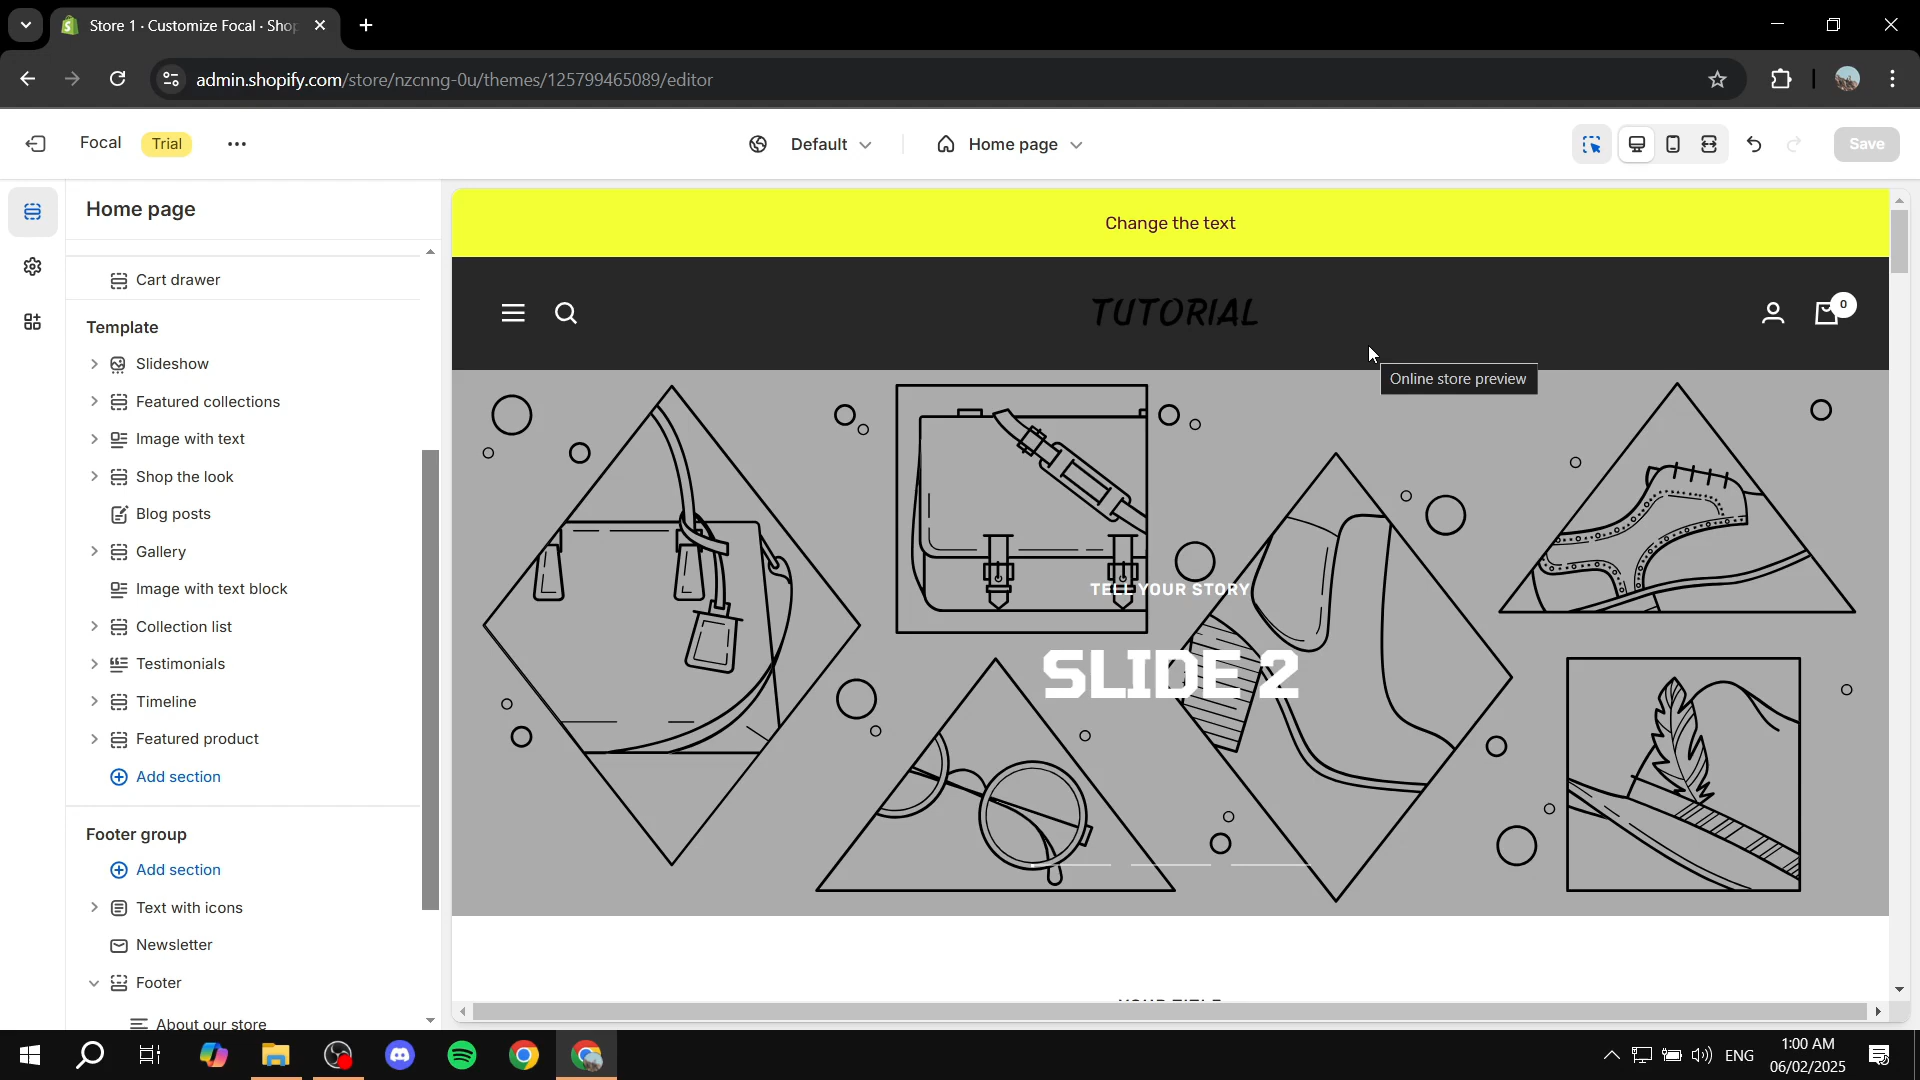 Store 1 · Customize Focal · Shop
admin.shopify.com/store/nzcnng-0u/themes/125799465089/editor
Focal
Trial
Default
Home page
Save
Home page
Cart drawer
Template
Slideshow
Featured collections
Image with text
Shop the look
Blog posts
Gallery
Image with text block
Collection list
Testimonials
Timeline
Featured product
Add section
Footer group
Add section
Text with icons
Newsletter
Footer
About our store
Change the text
TUTORIAL
0
Online store preview
TELL YOUR STORY
SLIDE 2
YOUR TITLE
ENG
1:00 AM
06/02/2025